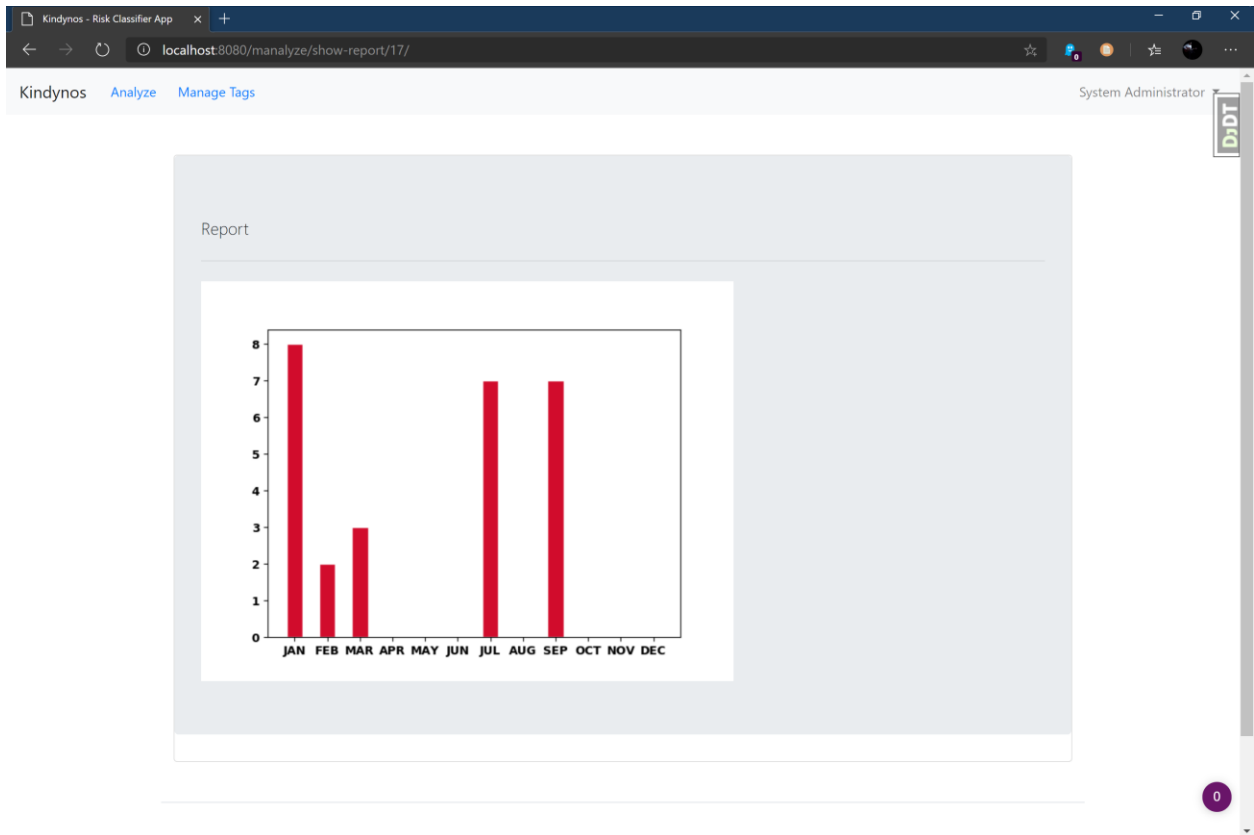 Kindynos - Risk Classifier App
localhost:8080/manalyze/show-report/17/
0
Kindynos Analyze Manage Tags System Administrator
DjDT
Report
8
7
6
5
4
3
2
1
0
JAN FEB MAR APR MAY JUN JUL AUG SEP OCT NOV DEC
0